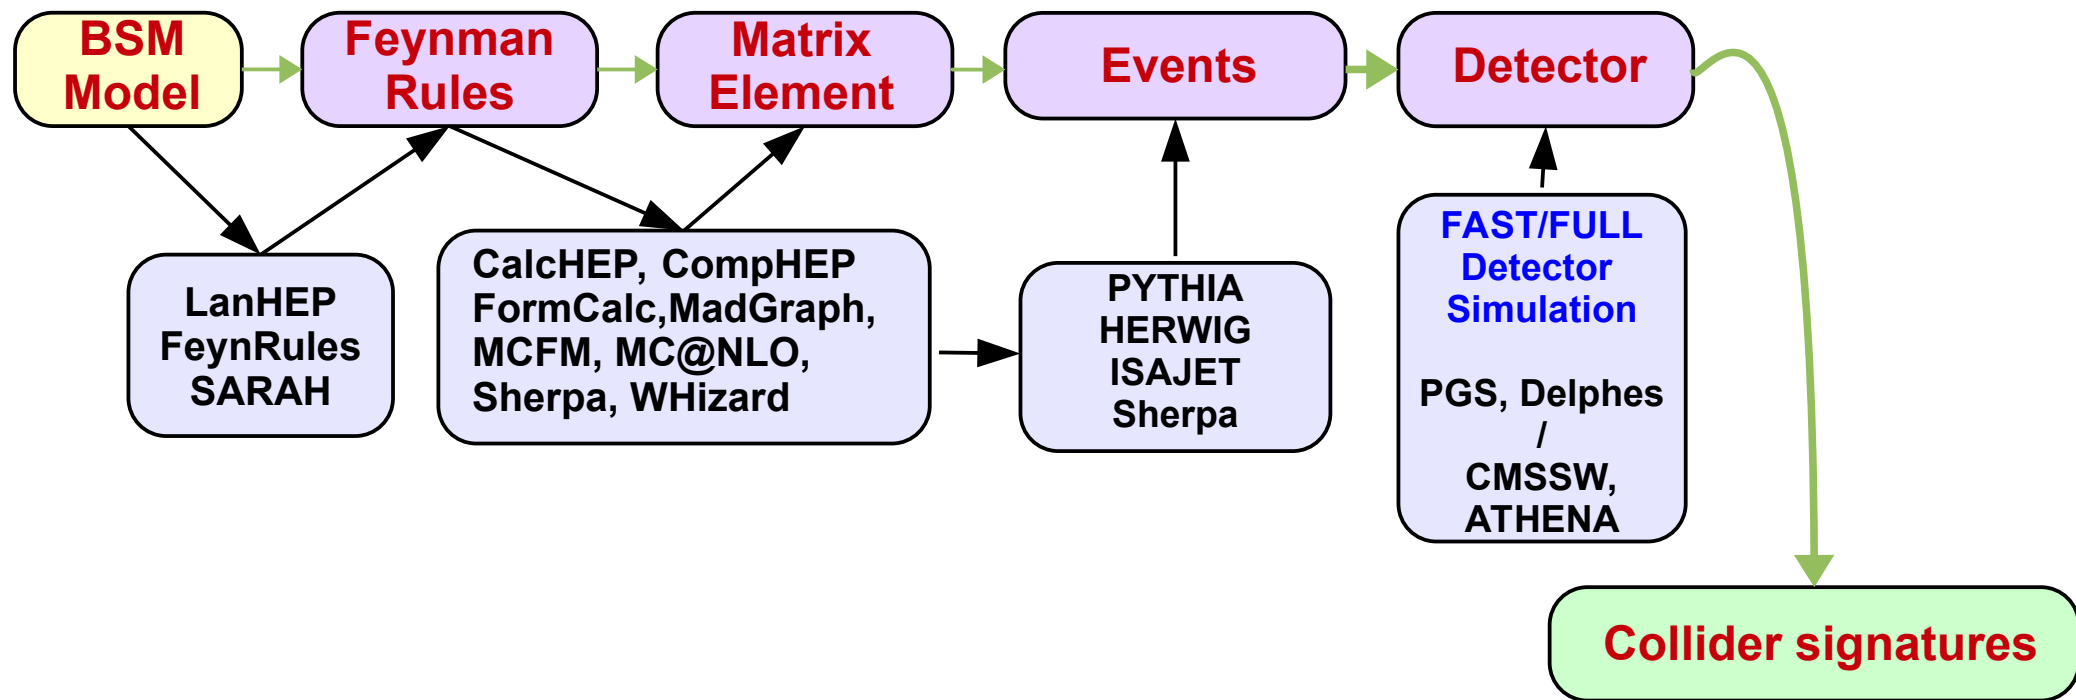 BSM
Model
Feynman
Rules
Matrix
Element
Events
Detector
LanHEP
FeynRules
SARAH
CalcHEP, CompHEP
FormCalc,MadGraph,
MCFM, MC@NLO,
Sherpa, WHizard
PYTHIA
HERWIG
ISAJET
Sherpa
FAST/FULL
Detector
Simulation
PGS, Delphes
/
CMSSW,
ATHENA
Collider signatures